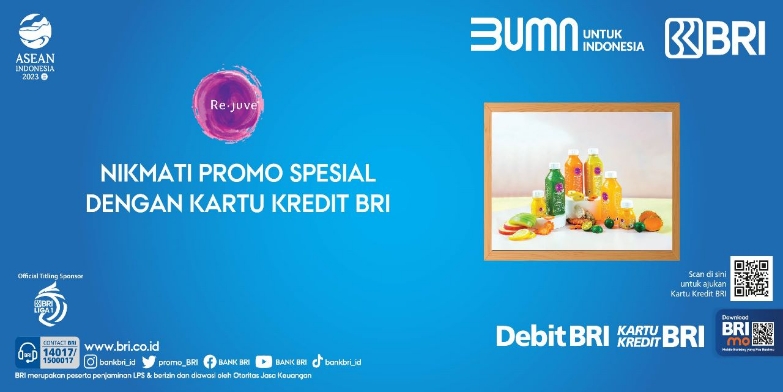 ASEAN
INDONESIA
2023
BUMN UNTUK
INDONESIA
BRI
Re·juve
NIKMATI PROMO SPESIAL
DENGAN KARTU KREDIT BRI
Scan di sini
untuk ajukan
Kartu Kredit BRI
Official Titling Sponsor
BRI
LIGA 1
Debit BRI KARTU
KREDIT BRI
Download
BRI
mo
CONTACT BRI
14017/
1500017
www.bri.co.id
bankbri_id promo_BRI BANK BRI BANK BRI bankbri_id
BRI merupakan peserta penjaminan LPS & berizin dan diawasi oleh Otoritas Jasa Keuangan